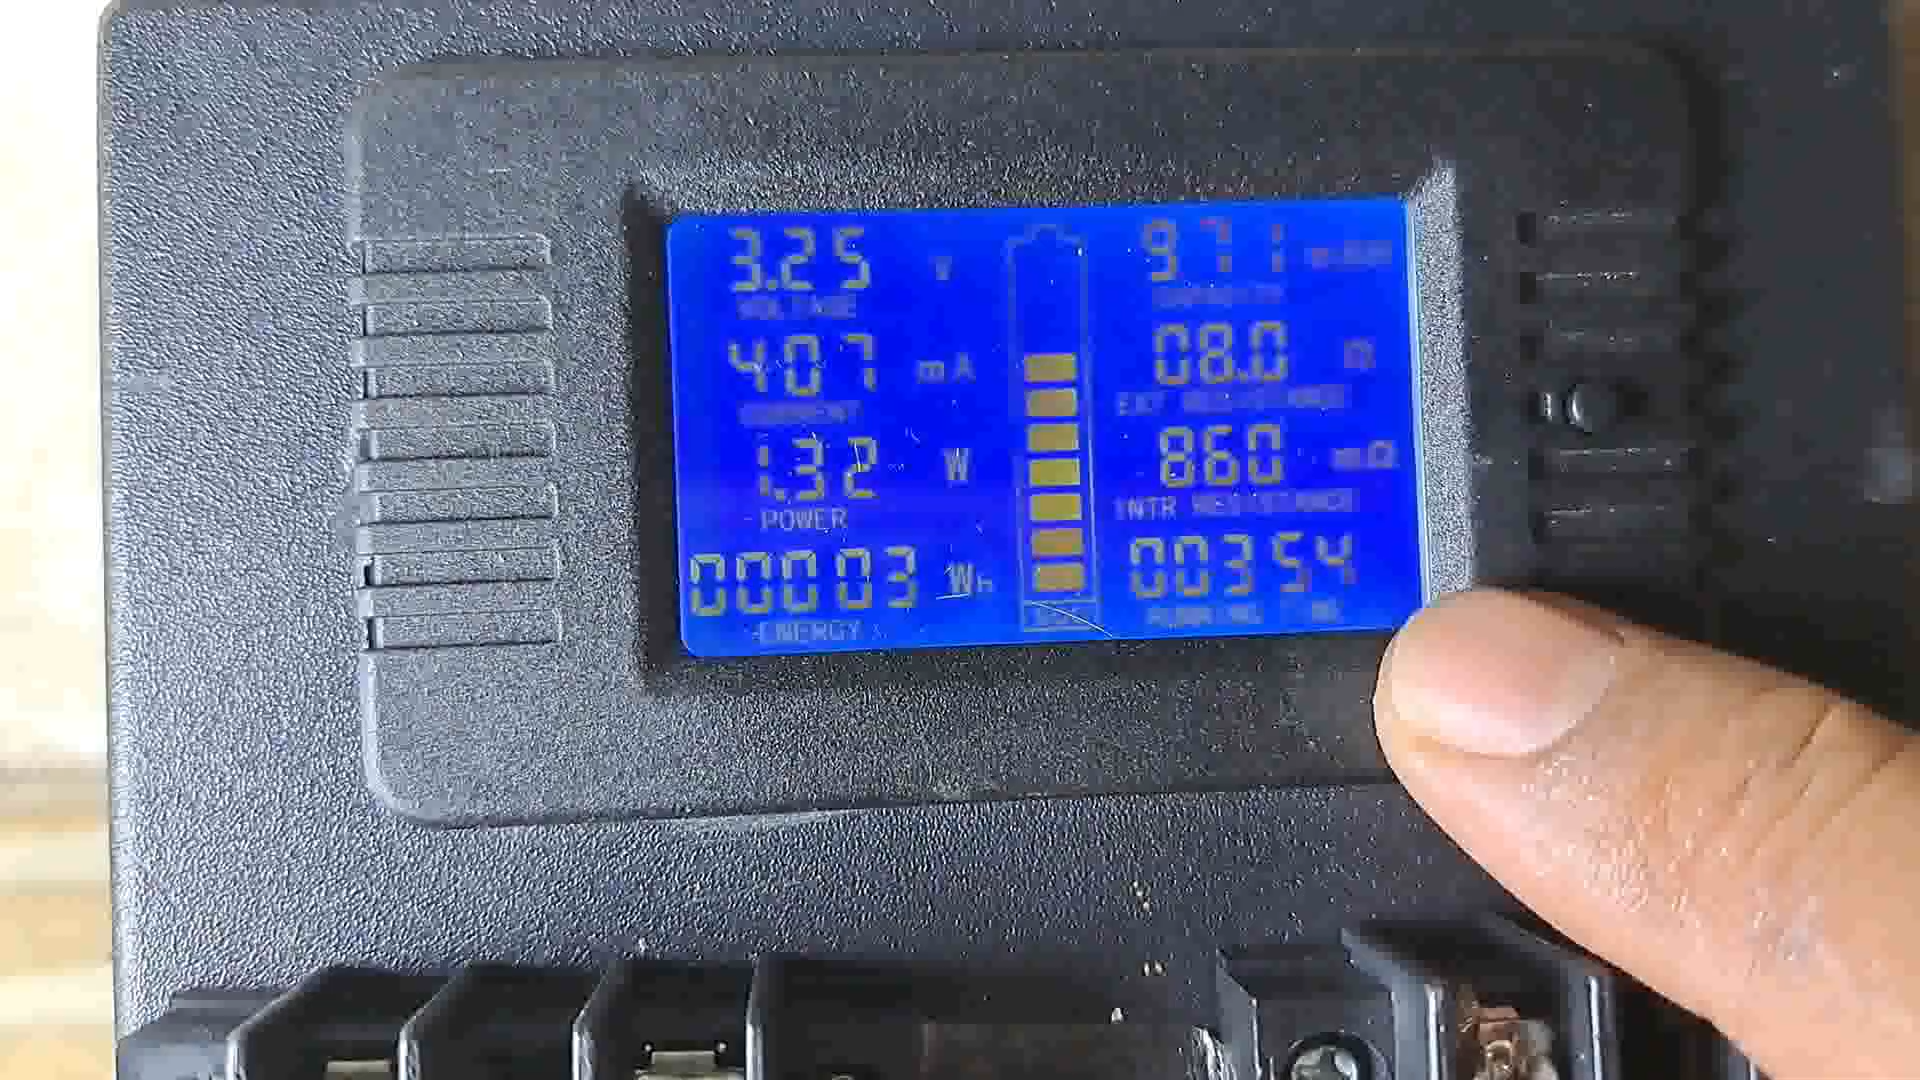 3.25 V
VOLTAGE
407 mA
CURRENT
1.32 W
POWER
00003 Wh
ENERGY
971
CAPACITY
08.0 Ω
EXT RESISTANCE
860 mΩ
INTR RESISTANCE
00354
RUNNING TIME